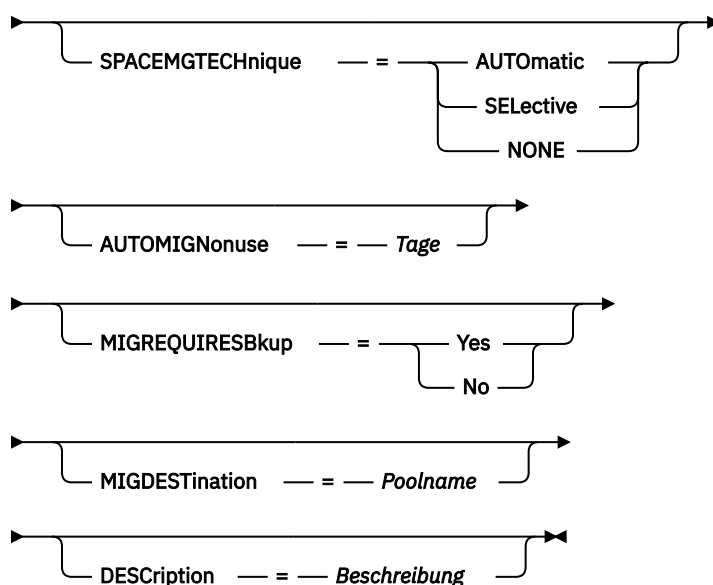 SPACEMGTECHnique = AUTOmatic
SELective
NONE
AUTOMIGNonuse = Tage
MIGREQUIRESBkup = Yes
No
MIGDESTination = Poolname
DESCription = Beschreibung